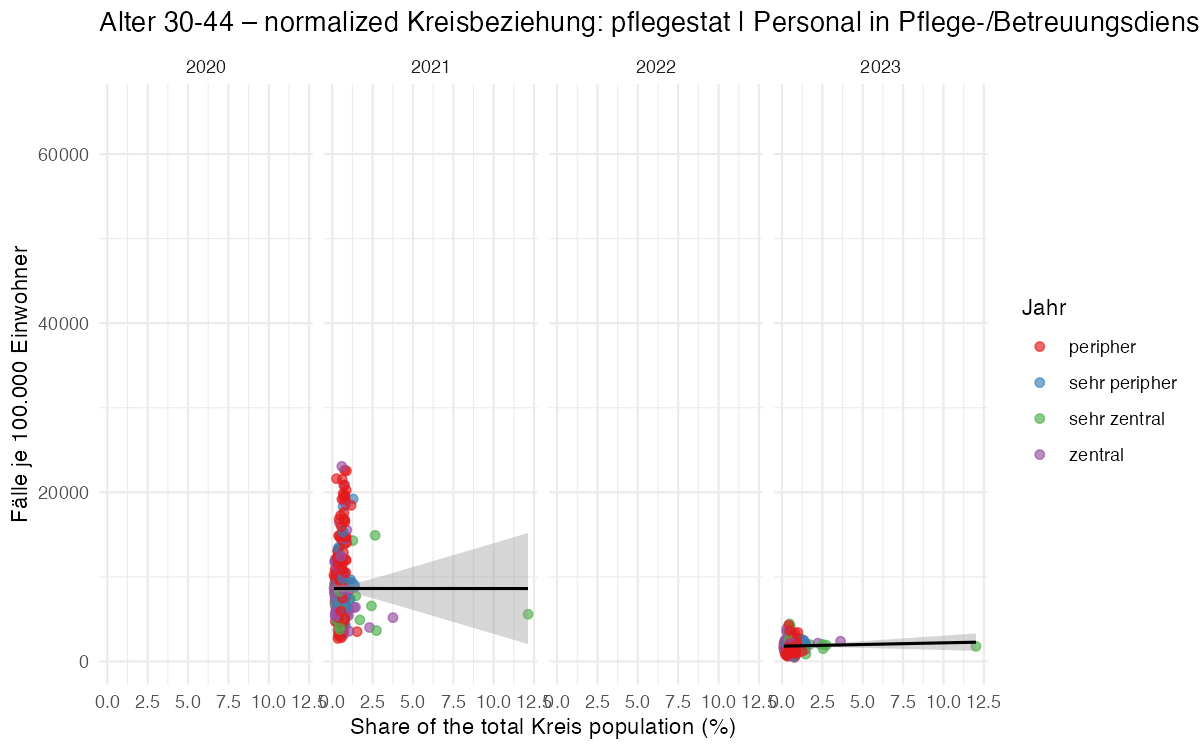 Alter 30-44 – normalized Kreisbeziehung: pflegestat | Personal in Pflege-/Betreuungsdiens
2020 2021 2022 2023
60000
40000
20000
0
Fälle je 100.000 Einwohner
0.0 2.5 5.0 7.5 10.0 12.5 0.0 2.5 5.0 7.5 10.0 12.5 0.0 2.5 5.0 7.5 10.0 12.5 0.0 2.5 5.0 7.5 10.0 12.5
Share of the total Kreis population (%)
Jahr
peripher
sehr peripher
sehr zentral
zentral